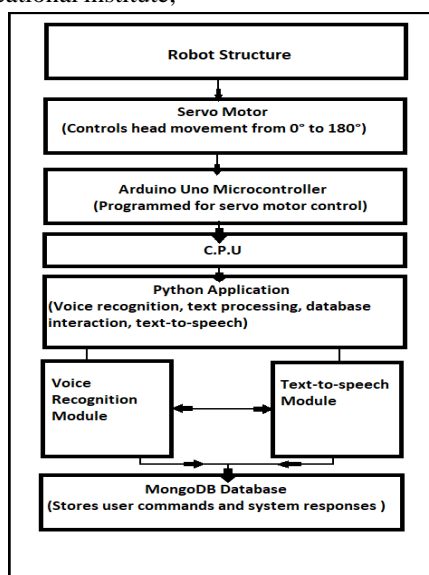 Robot Structure
Servo Motor
(Controls head movement from 0° to 180°)
Arduino Uno Microcontroller
(Programmed for servo motor control)
C.P.U
Python Application
(Voice recognition, text processing, database
interaction, text-to-speech)
Voice
Recognition
Module
Text-to-speech
Module
MongoDB Database
(Stores user commands and system responses )